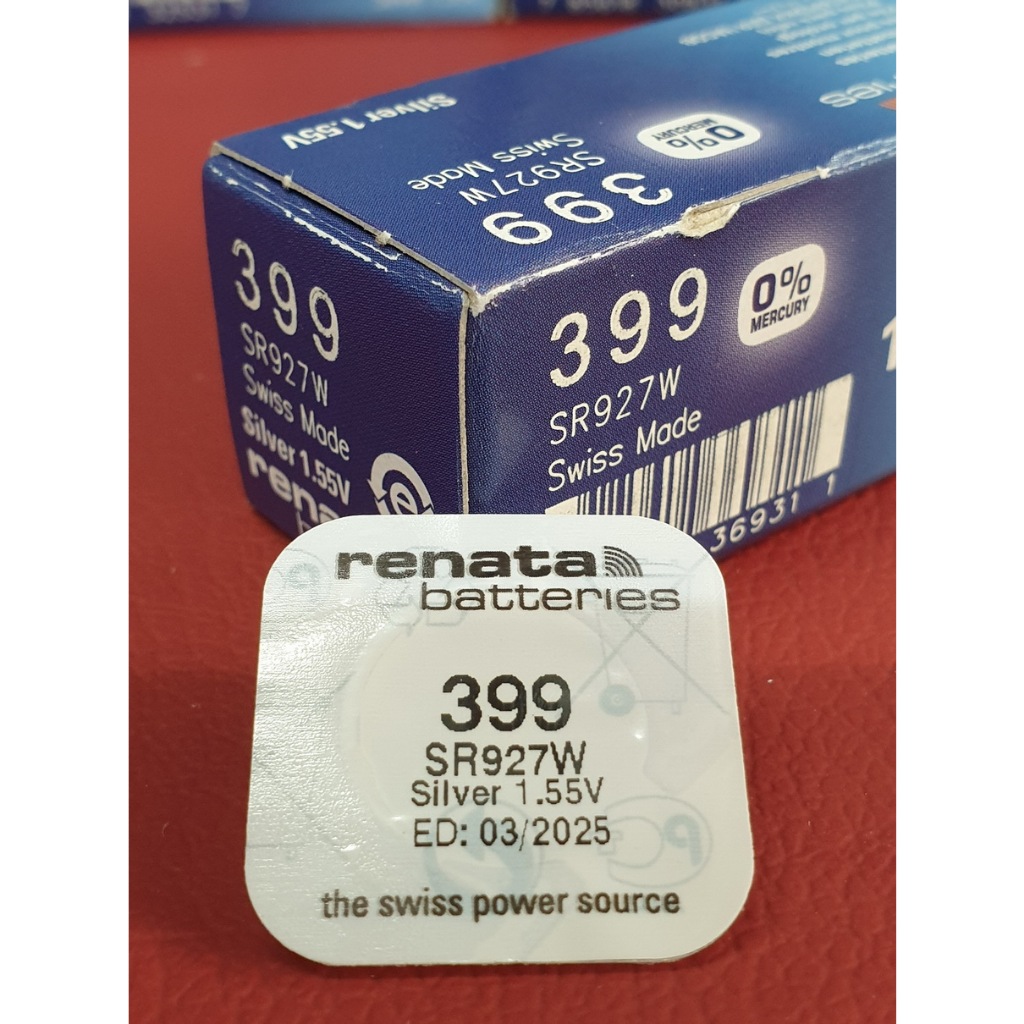 Silver 1.55V
0%
MERCURY
399
SR927W
Swiss Made
399
SR927W
Swiss Made
Silver 1.55V
rena
399
SR927W
Swiss Made
0%
MERCURY
36931 1
renata
batteries
399
SR927W
Silver 1.55V
ED: 03/2025
the swiss power source